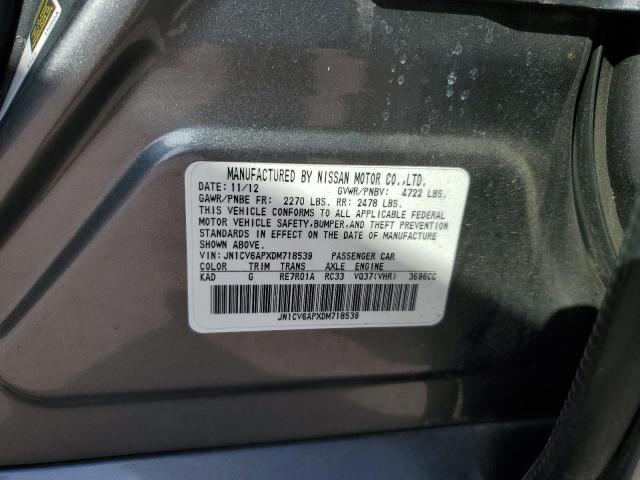 MANUFACTURED BY NISSAN MOTOR CO.,LTD.
DATE: 11/12 GVWR/PNBV: 4722 LBS.
GAWR/PNBE FR: 2270 LBS. RR: 2478 LBS.
THIS VEHICLE CONFORMS TO ALL APPLICABLE FEDERAL
MOTOR VEHICLE SAFETY, BUMPER, AND THEFT PREVENTION
STANDARDS IN EFFECT ON THE DATE OF MANUFACTURE
SHOWN ABOVE.
VIN: JN1CV6APXDM718539 PASSENGER CAR
COLOR TRIM TRANS AXLE ENGINE
KAD G RE7R01A RC33 VQ37(VHR) 3696CC
JN1CV6APXDM718539